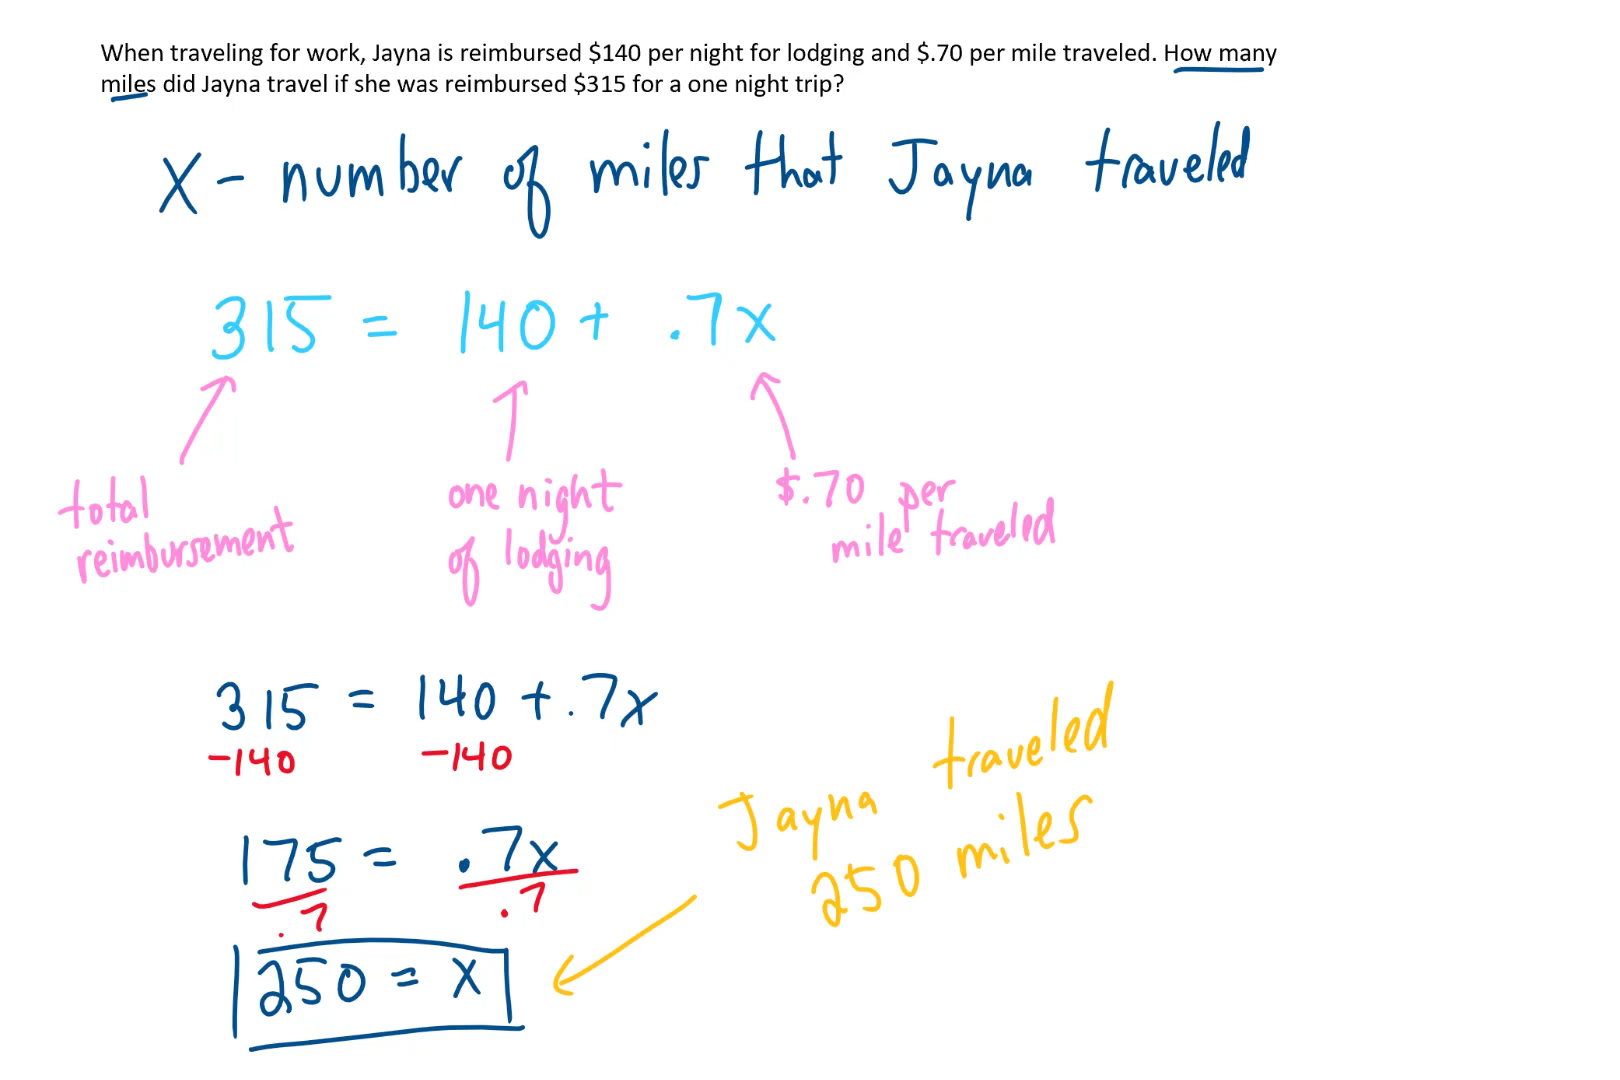 When traveling for work, Jayna is reimbursed $140 per night for lodging and $.70 per mile traveled. How many
miles did Jayna travel if she was reimbursed $315 for a one night trip?
X - number of miles that Jayna traveled
315 = 140 + .7x
total
reimbursement
one night
of lodging
$.70 per
mile traveled
315 = 140 + .7x
-140 -140
175 = .7x
.7 .7
250 = x
Jayna traveled
250 miles